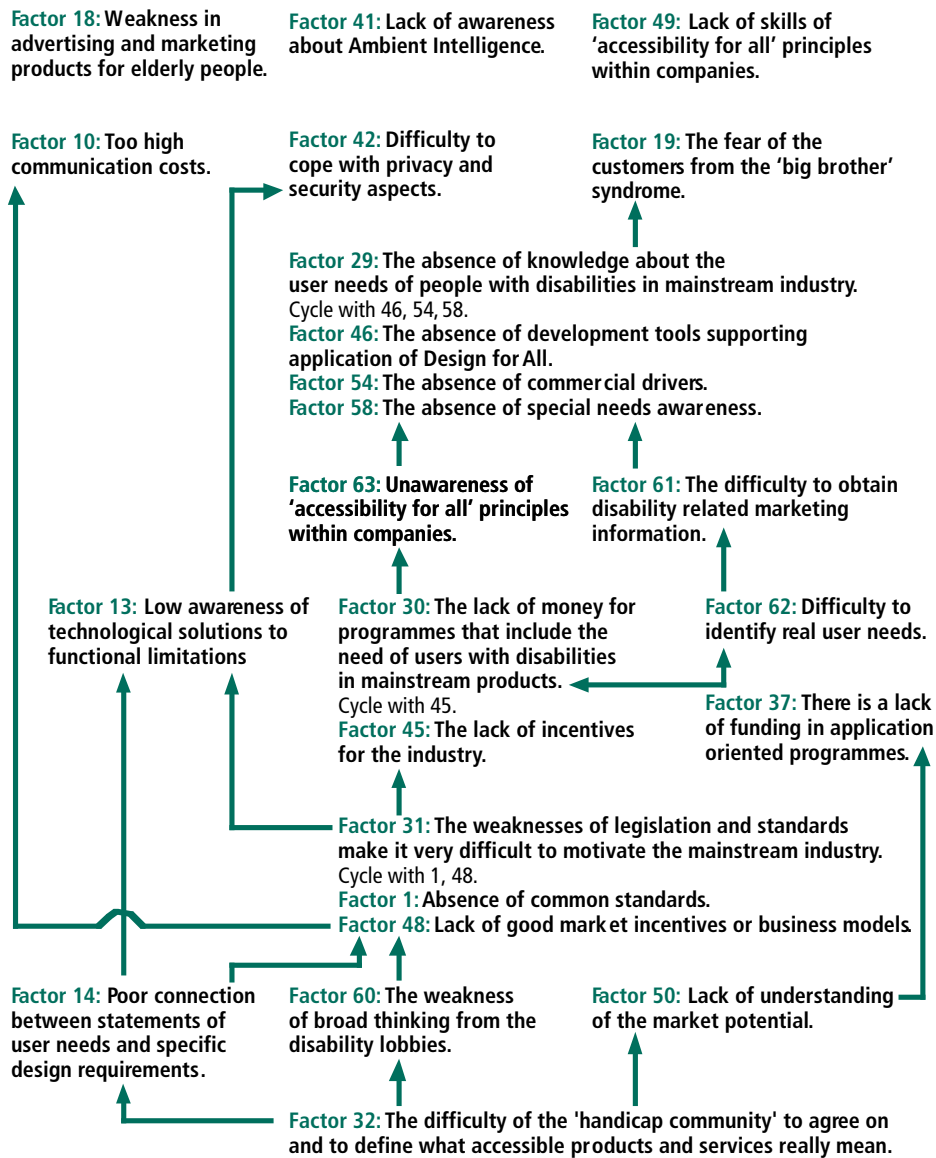 Factor 18: Weakness in
advertising and marketing
products for elderly people.
Factor 41: Lack of awareness
about Ambient Intelligence.
Factor 49: Lack of skills of
‘accessibility for all’ principles
within companies.
Factor 10: Too high
communication costs.
Factor 42: Difficulty to
cope with privacy and
security aspects.
Factor 19: The fear of the
customers from the ‘big brother’
syndrome.
Factor 29: The absence of knowledge about the
user needs of people with disabilities in mainstream industry.
Cycle with 46, 54, 58.
Factor 46: The absence of development tools supporting
application of Design for All.
Factor 54: The absence of commercial drivers.
Factor 58: The absence of special needs awareness.
Factor 63: Unawareness of
‘accessibility for all’ principles
within companies.
Factor 61: The difficulty to obtain
disability related marketing
information.
Factor 13: Low awareness of
technological solutions to
functional limitations
Factor 30: The lack of money for
programmes that include the
need of users with disabilities
in mainstream products.
Cycle with 45.
Factor 45: The lack of incentives
for the industry.
Factor 62: Difficulty to
identify real user needs.
Factor 37: There is a lack
of funding in application
oriented programmes.
Factor 31: The weaknesses of legislation and standards
make it very difficult to motivate the mainstream industry.
Cycle with 1, 48.
Factor 1: Absence of common standards.
Factor 48: Lack of good market incentives or business models.
Factor 14: Poor connection
between statements of
user needs and specific
design requirements.
Factor 60: The weakness
of broad thinking from the
disability lobbies.
Factor 50: Lack of understanding
of the market potential.
Factor 32: The difficulty of the 'handicap community' to agree on
and to define what accessible products and services really mean.